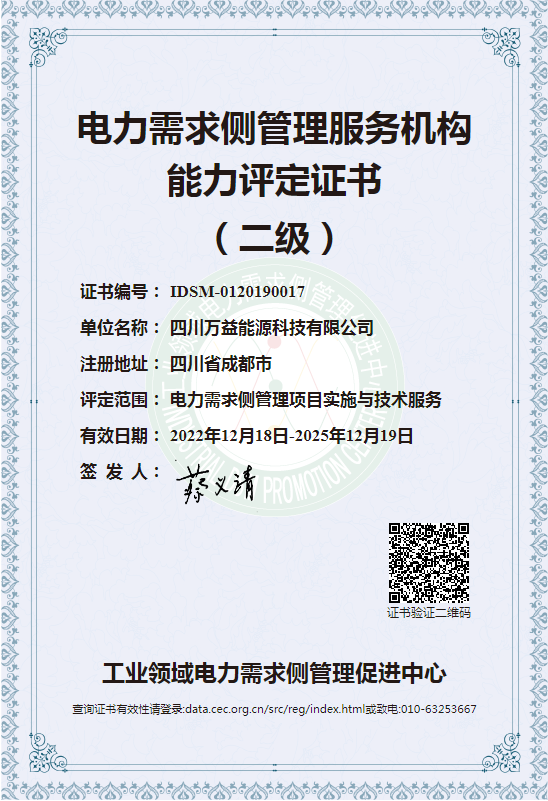 电力需求侧管理服务机构
能力评定证书
（二级）
证书编号： IDSM-0120190017
单位名称： 四川万益能源科技有限公司
注册地址： 四川省成都市
评定范围： 电力需求侧管理项目实施与技术服务
有效日期： 2022年12月18日-2025年12月19日
签 发 人：
证书验证二维码
工业领域电力需求侧管理促进中心
查询证书有效性请登录:data.cec.org.cn/src/reg/index.html或致电:010-63253667